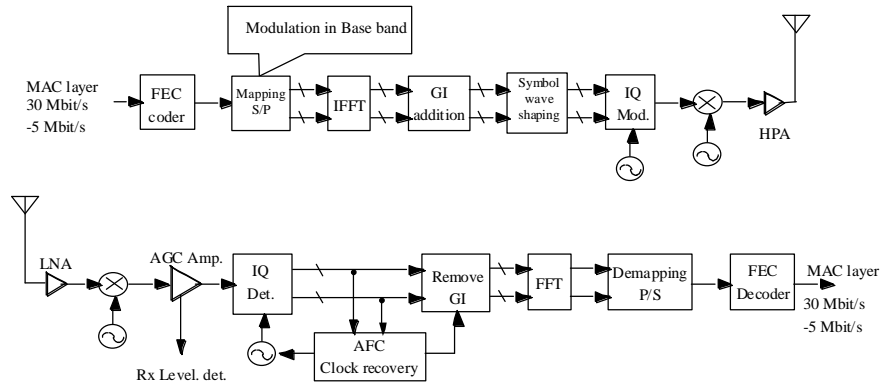 Modulation in Base band
MAC layer
30 Mbit/s
-5 Mbit/s
FEC
coder
Mapping
S/P
IFFT
GI
addition
Symbol
wave
shaping
IQ
Mod.
HPA
LNA
AGC Amp.
IQ
Det.
Remove
GI
FFT
Demapping
P/S
FEC
Decoder
MAC layer
30 Mbit/s
-5 Mbit/s
AFC
Clock recovery
Rx Level. det.